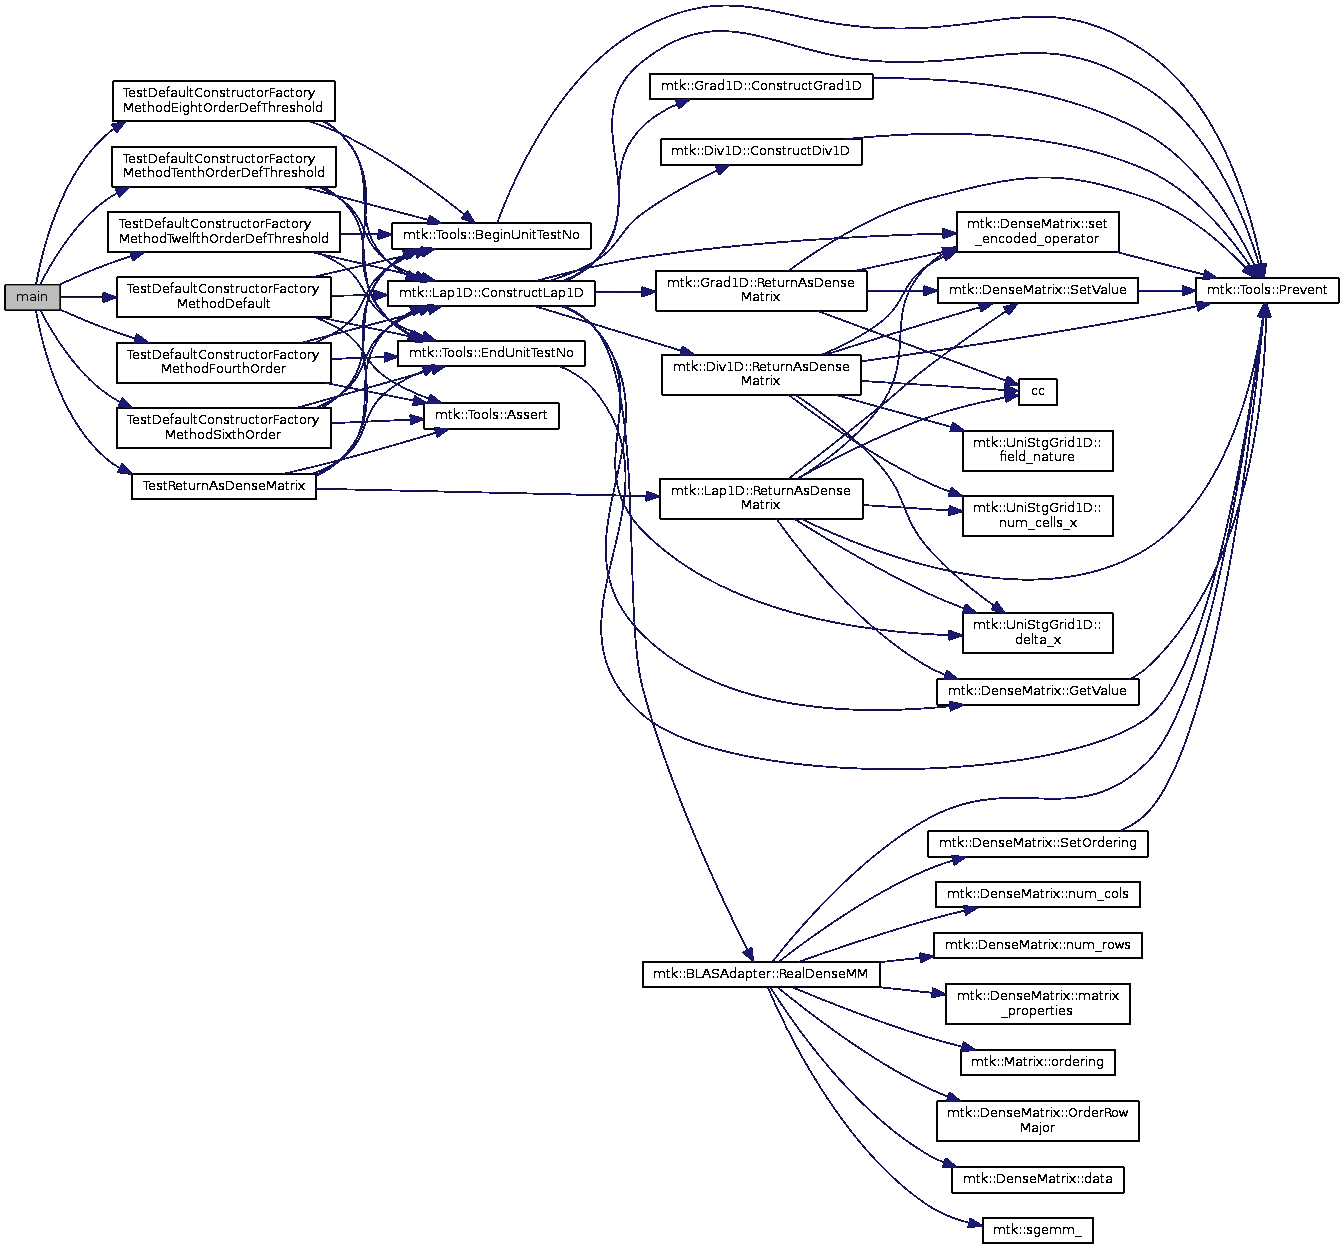 main
TestDefaultConstructorFactory
MethodEightOrderDefThreshold
TestDefaultConstructorFactory
MethodTenthOrderDefThreshold
TestDefaultConstructorFactory
MethodTwelfthOrderDefThreshold
TestDefaultConstructorFactory
MethodDefault
TestDefaultConstructorFactory
MethodFourthOrder
TestDefaultConstructorFactory
MethodSixthOrder
TestReturnAsDenseMatrix
mtk::Tools::BeginUnitTestNo
mtk::Lap1D::ConstructLap1D
mtk::Tools::EndUnitTestNo
mtk::Tools::Assert
mtk::Grad1D::ConstructGrad1D
mtk::Div1D::ConstructDiv1D
mtk::Grad1D::ReturnAsDense
Matrix
mtk::Div1D::ReturnAsDense
Matrix
mtk::Lap1D::ReturnAsDense
Matrix
mtk::BLASAdapter::RealDenseMM
mtk::DenseMatrix::set
_encoded_operator
mtk::DenseMatrix::SetValue
cc
mtk::UniStgGrid1D::
field_nature
mtk::UniStgGrid1D::
num_cells_x
mtk::UniStgGrid1D::
delta_x
mtk::DenseMatrix::GetValue
mtk::DenseMatrix::SetOrdering
mtk::DenseMatrix::num_cols
mtk::DenseMatrix::num_rows
mtk::DenseMatrix::matrix
_properties
mtk::Matrix::ordering
mtk::DenseMatrix::OrderRow
Major
mtk::DenseMatrix::data
mtk::sgemm_
mtk::Tools::Prevent